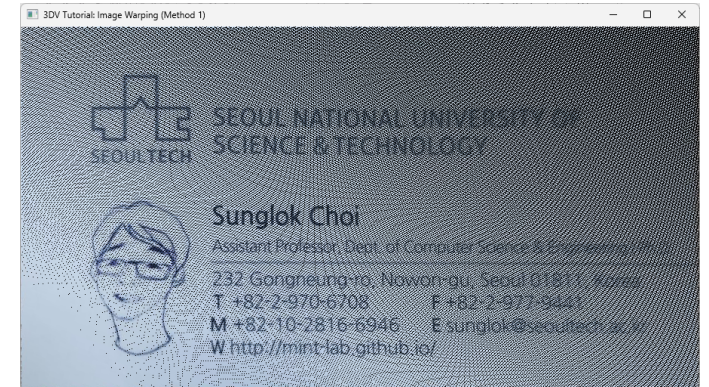 3DV Tutorial: Image Warping (Method 1)
SEOUL NATIONAL UNIVERSITY OF
SCIENCE & TECHNOLOGY
SEOULTECH
Sunglok Choi
Assistant Professor, Dept. of Computer Science & Engineering
232 Gongneung-ro, Nowon-gu, Seoul 01811, Korea
T +82-2-970-6708 F +82-2-977-9441
M +82-10-2816-6946 E sunglok@seoultech.ac.kr
W http://mint-lab.github.io/